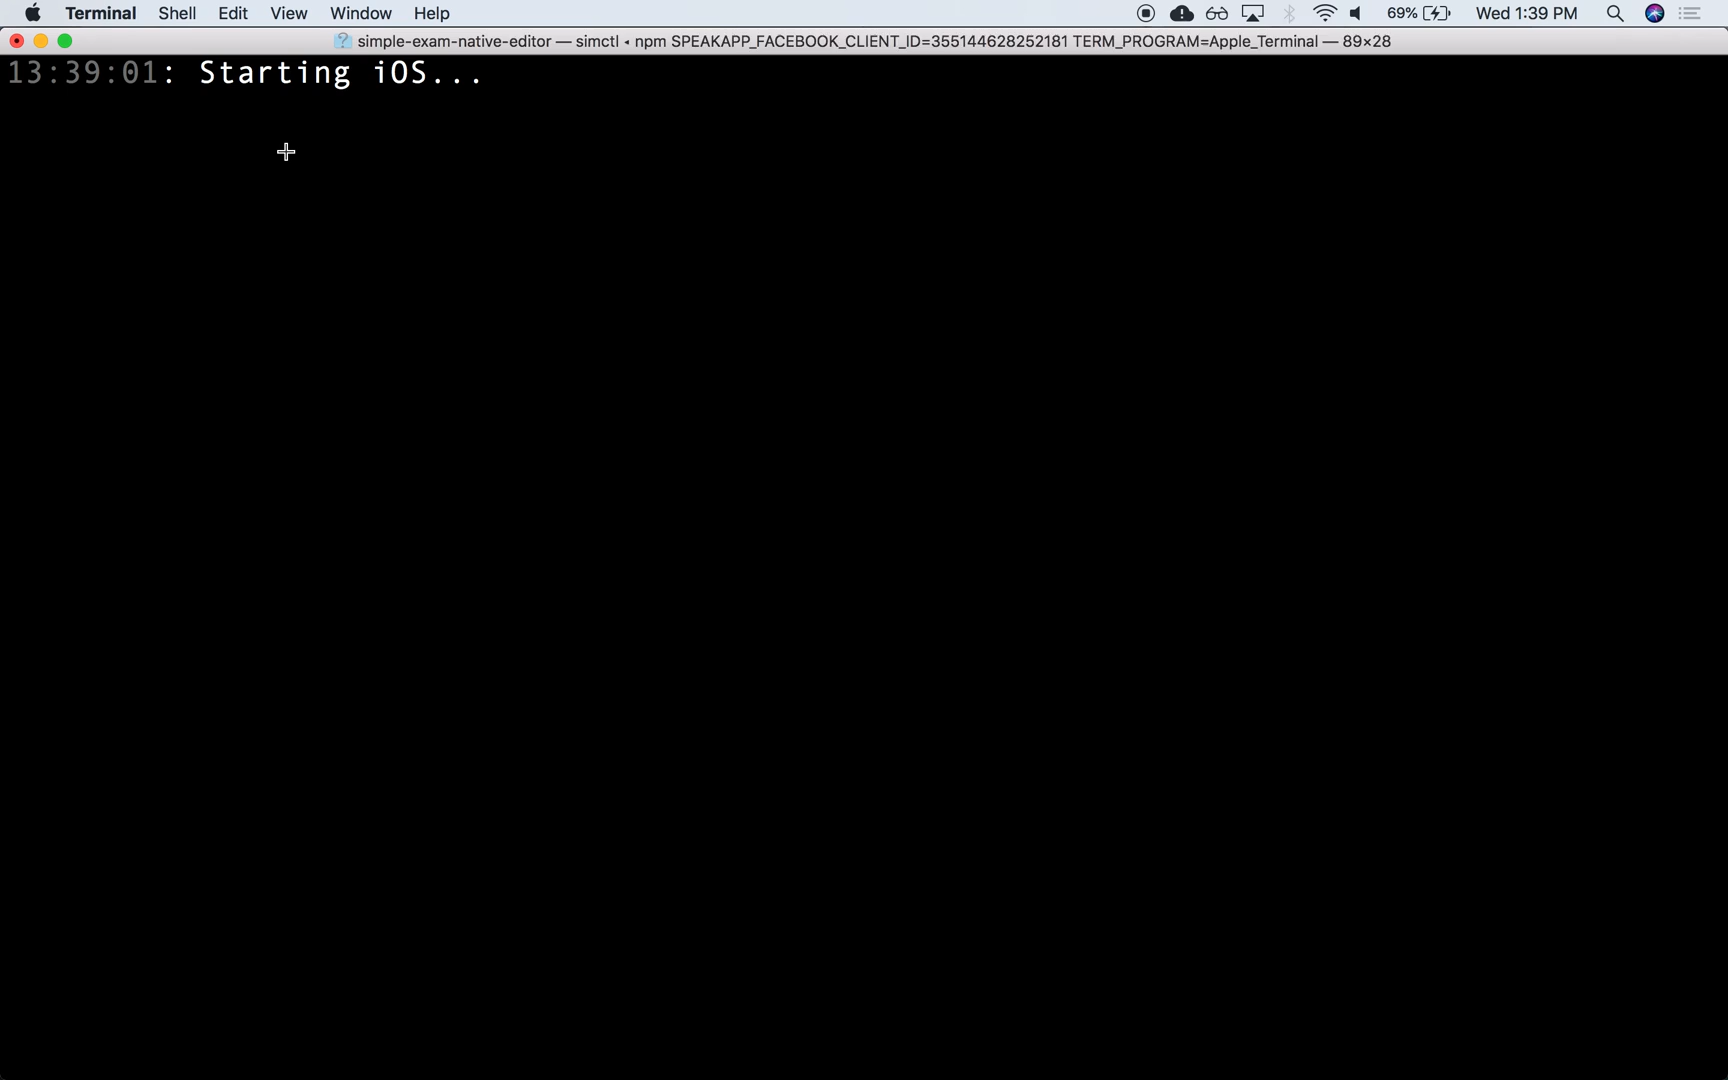 Terminal Shell Edit View Window Help 69% Wed 1:39 PM
simple-exam-native-editor — simctl ◂ npm SPEAKAPP_FACEBOOK_CLIENT_ID=355144628252181 TERM_PROGRAM=Apple_Terminal — 89×28
13:39:01: Starting iOS...